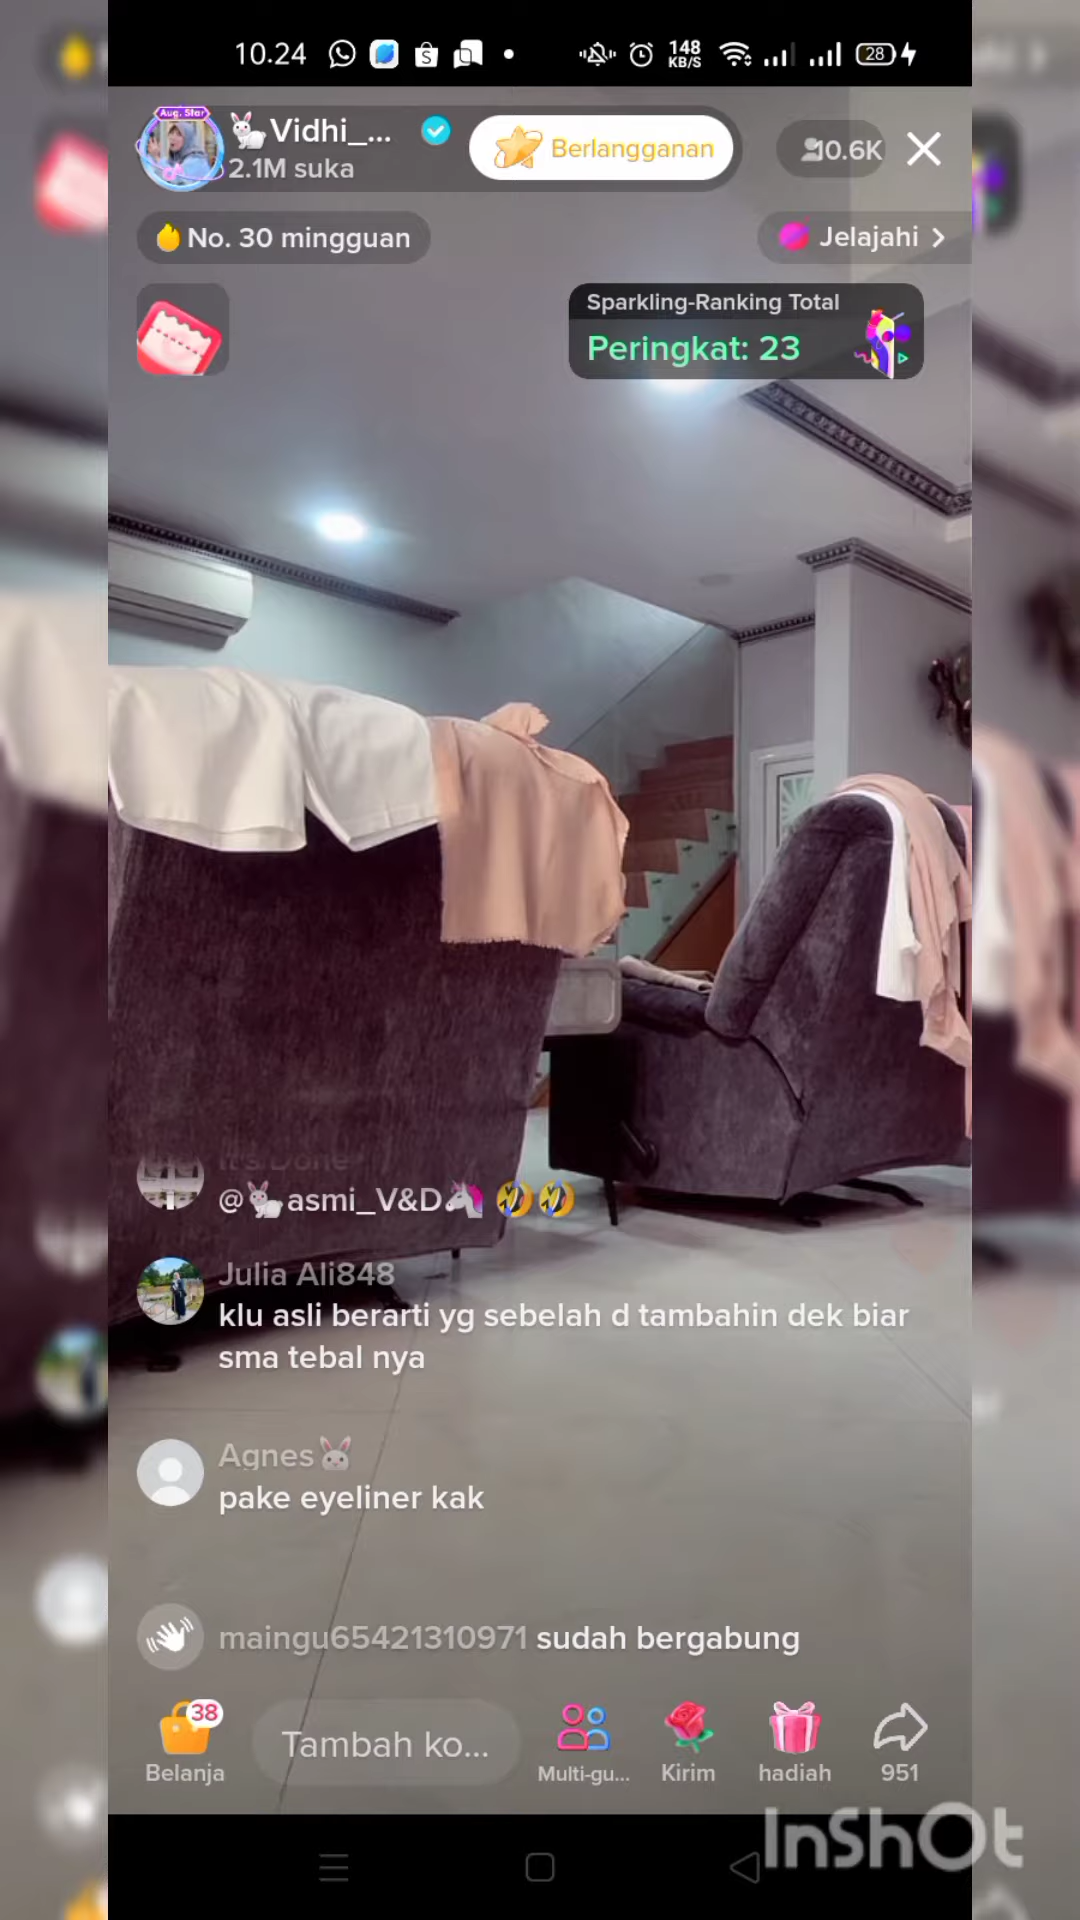 10.24
148
KB/S
28
Aug. Star
Vidhi_...
2.1M suka
Berlangganan
10.6K
No. 30 mingguan
Jelajahi
Sparkling-Ranking Total
Peringkat: 23
It's Done
@🐇asmi_V&D🦄 🤣🤣
Julia Ali848
klu asli berarti yg sebelah d tambahin dek biar
sma tebal nya
Agnes🐰
pake eyeliner kak
maingu65421310971 sudah bergabung
38
Tambah ko...
Belanja
Multi-gu...
Kirim
hadiah
951
InShOt